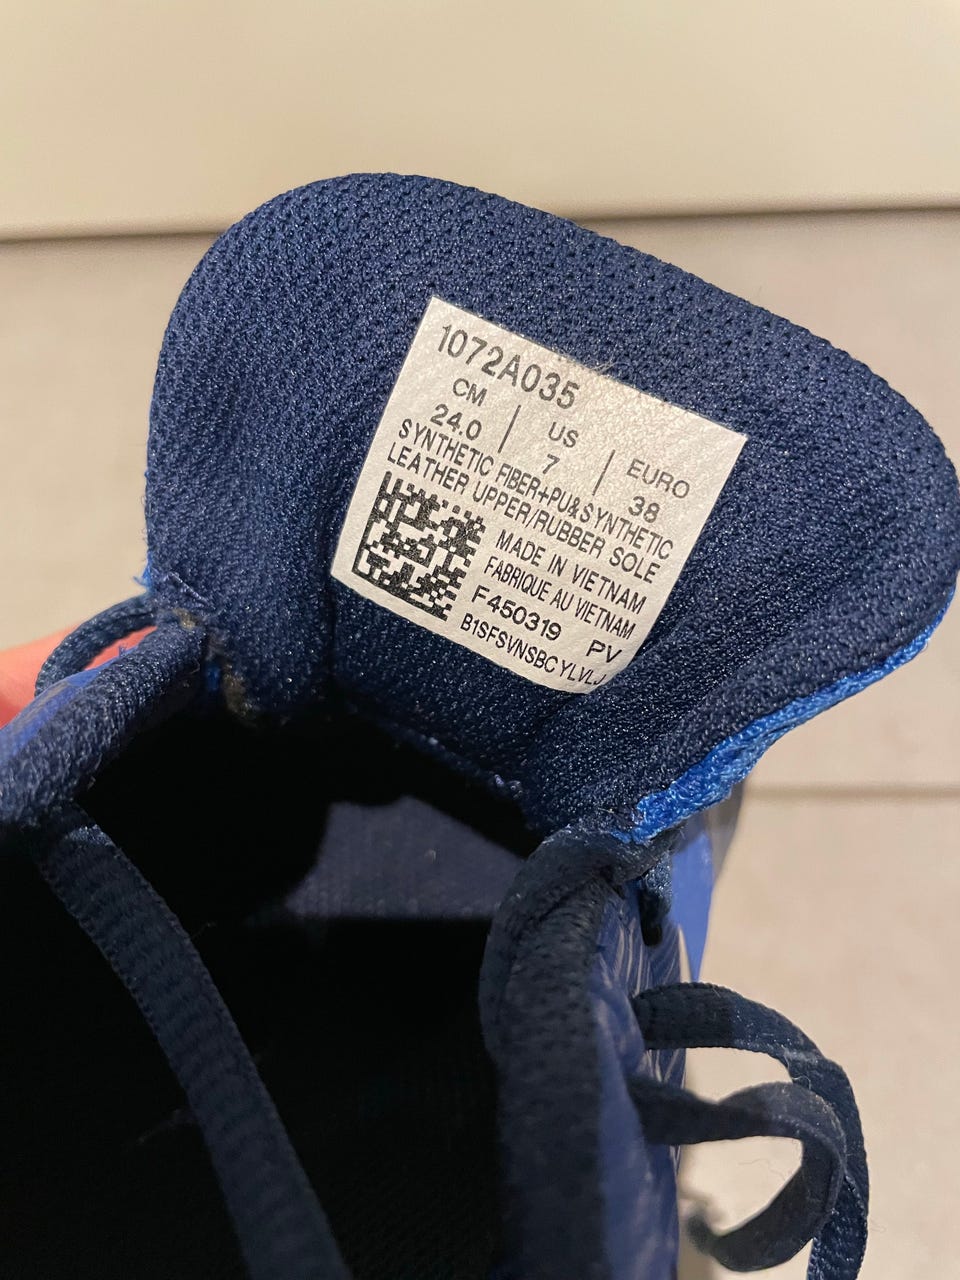 1072A035
CM | US | EURO
24.0 7 38
SYNTHETIC FIBER+PU&SYNTHETIC
LEATHER UPPER/RUBBER SOLE
MADE IN VIETNAM
FABRIQUE AU VIETNAM
F450319 PV
B1SFSVNSBCYLVLJ